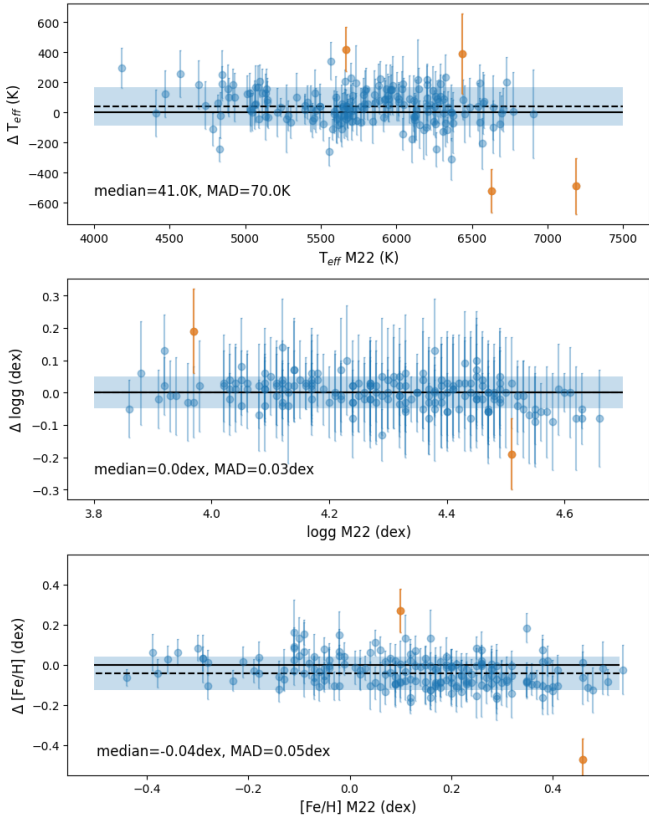 600
400
200
0
−200
−400
−600
Δ T_eff (K)
median=41.0K, MAD=70.0K
4000 4500 5000 5500 6000 6500 7000 7500
T_eff M22 (K)
0.3
0.2
0.1
0.0
−0.1
−0.2
−0.3
Δ logg (dex)
median=0.0dex, MAD=0.03dex
3.8 4.0 4.2 4.4 4.6
logg M22 (dex)
0.4
0.2
0.0
−0.2
−0.4
Δ [Fe/H] (dex)
median=-0.04dex, MAD=0.05dex
−0.4 −0.2 0.0 0.2 0.4
[Fe/H] M22 (dex)